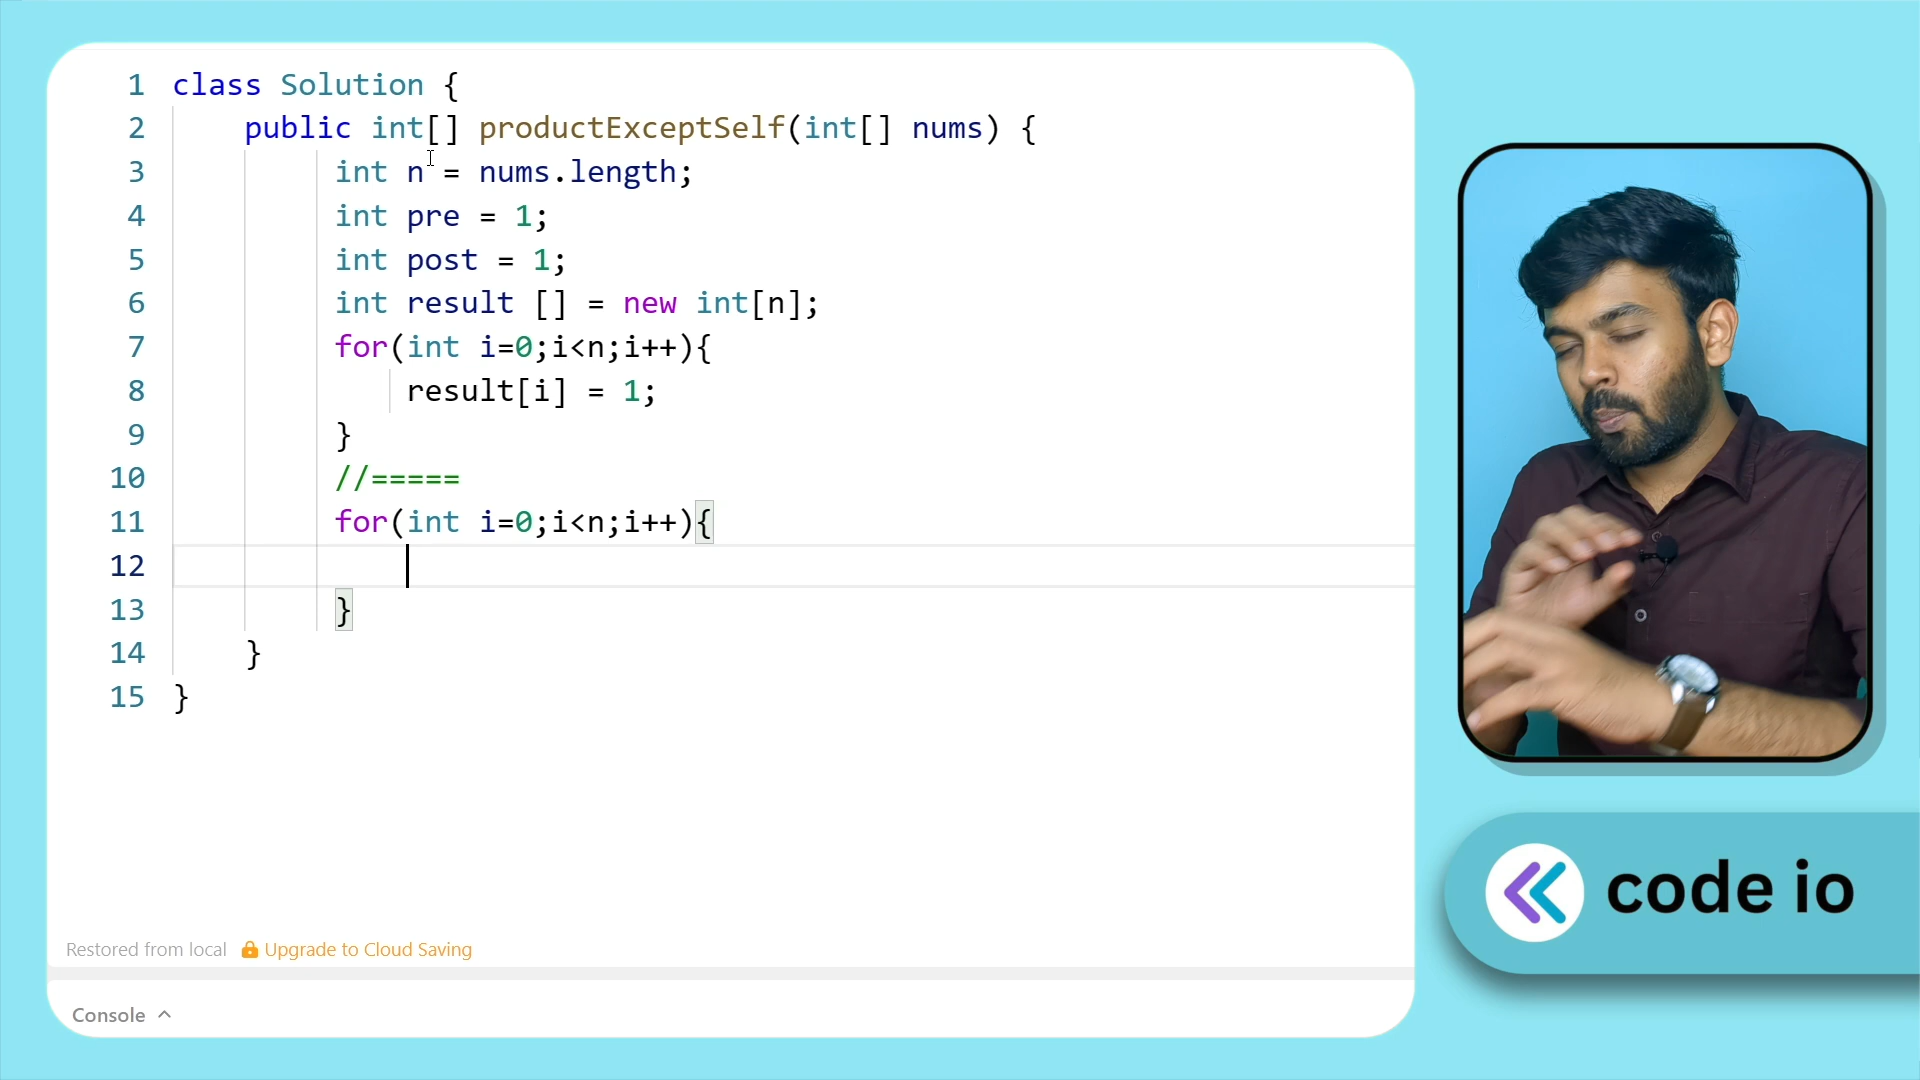 1 class Solution {
2 public int[] productExceptSelf(int[] nums) {
3 int n = nums.length;
4 int pre = 1;
5 int post = 1;
6 int result [] = new int[n];
7 for(int i=0;i<n;i++){
8 result[i] = 1;
9 }
10 //=====
11 for(int i=0;i<n;i++){
12
13 }
14 }
15 }
Restored from local Upgrade to Cloud Saving
Console
code io